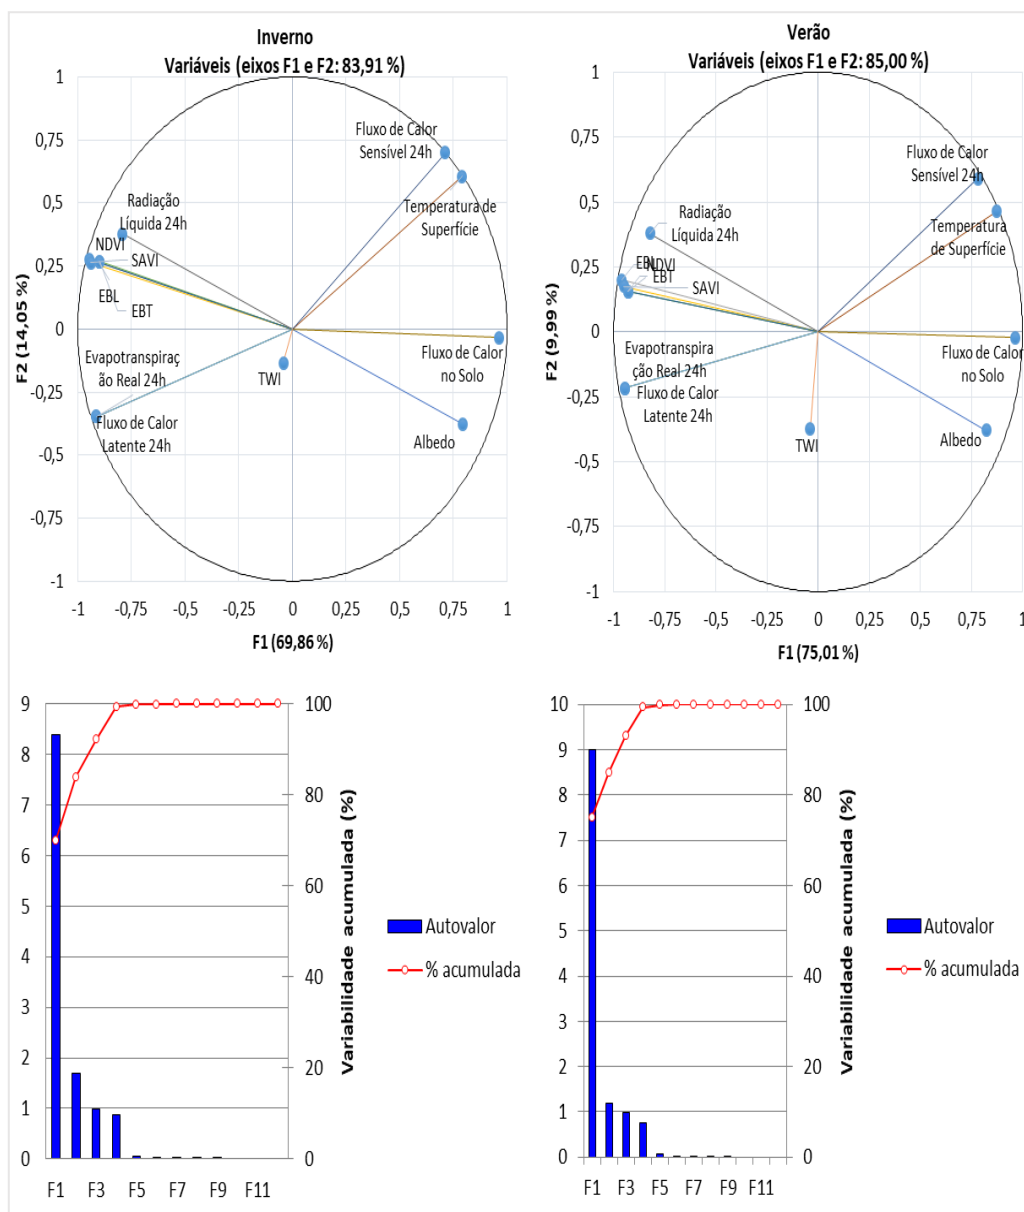 Inverno
Variáveis (eixos F1 e F2: 83,91 %)
1
0,75
0,5
0,25
0
-0,25
-0,5
-0,75
-1
F2 (14,05 %)
Fluxo de Calor
Sensível 24h
Temperatura de
Superfície
Radiação
Líquida 24h
NDVI
SAVI
EBL
EBT
Evapotranspiraç
ão Real 24h
Fluxo de Calor
Latente 24h
TWI
Fluxo de Calor
no Solo
Albedo
-1
-0,75
-0,5
-0,25
0
0,25
0,5
0,75
1
F1 (69,86 %)
Verão
Variáveis (eixos F1 e F2: 85,00 %)
1
0,75
0,5
0,25
0
-0,25
-0,5
-0,75
-1
F2 (9,99 %)
Fluxo de Calor
Sensível 24h
Temperatura
de Superfície
Radiação
Líquida 24h
EBL
NDVI
EBT
SAVI
Evapotranspira
ção Real 24h
Fluxo de Calor
Latente 24h
TWI
Fluxo de Calor
no Solo
Albedo
-1
-0,75
-0,5
-0,25
0
0,25
0,5
0,75
1
F1 (75,01 %)
9
8
7
6
5
4
3
2
1
0
100
80
60
40
20
0
Variabilidade acumulada (%)
F1
F3
F5
F7
F9
F11
Autovalor
% acumulada
10
9
8
7
6
5
4
3
2
1
0
100
80
60
40
20
0
Variabilidade acumulada (%)
F1
F3
F5
F7
F9
F11
Autovalor
% acumulada